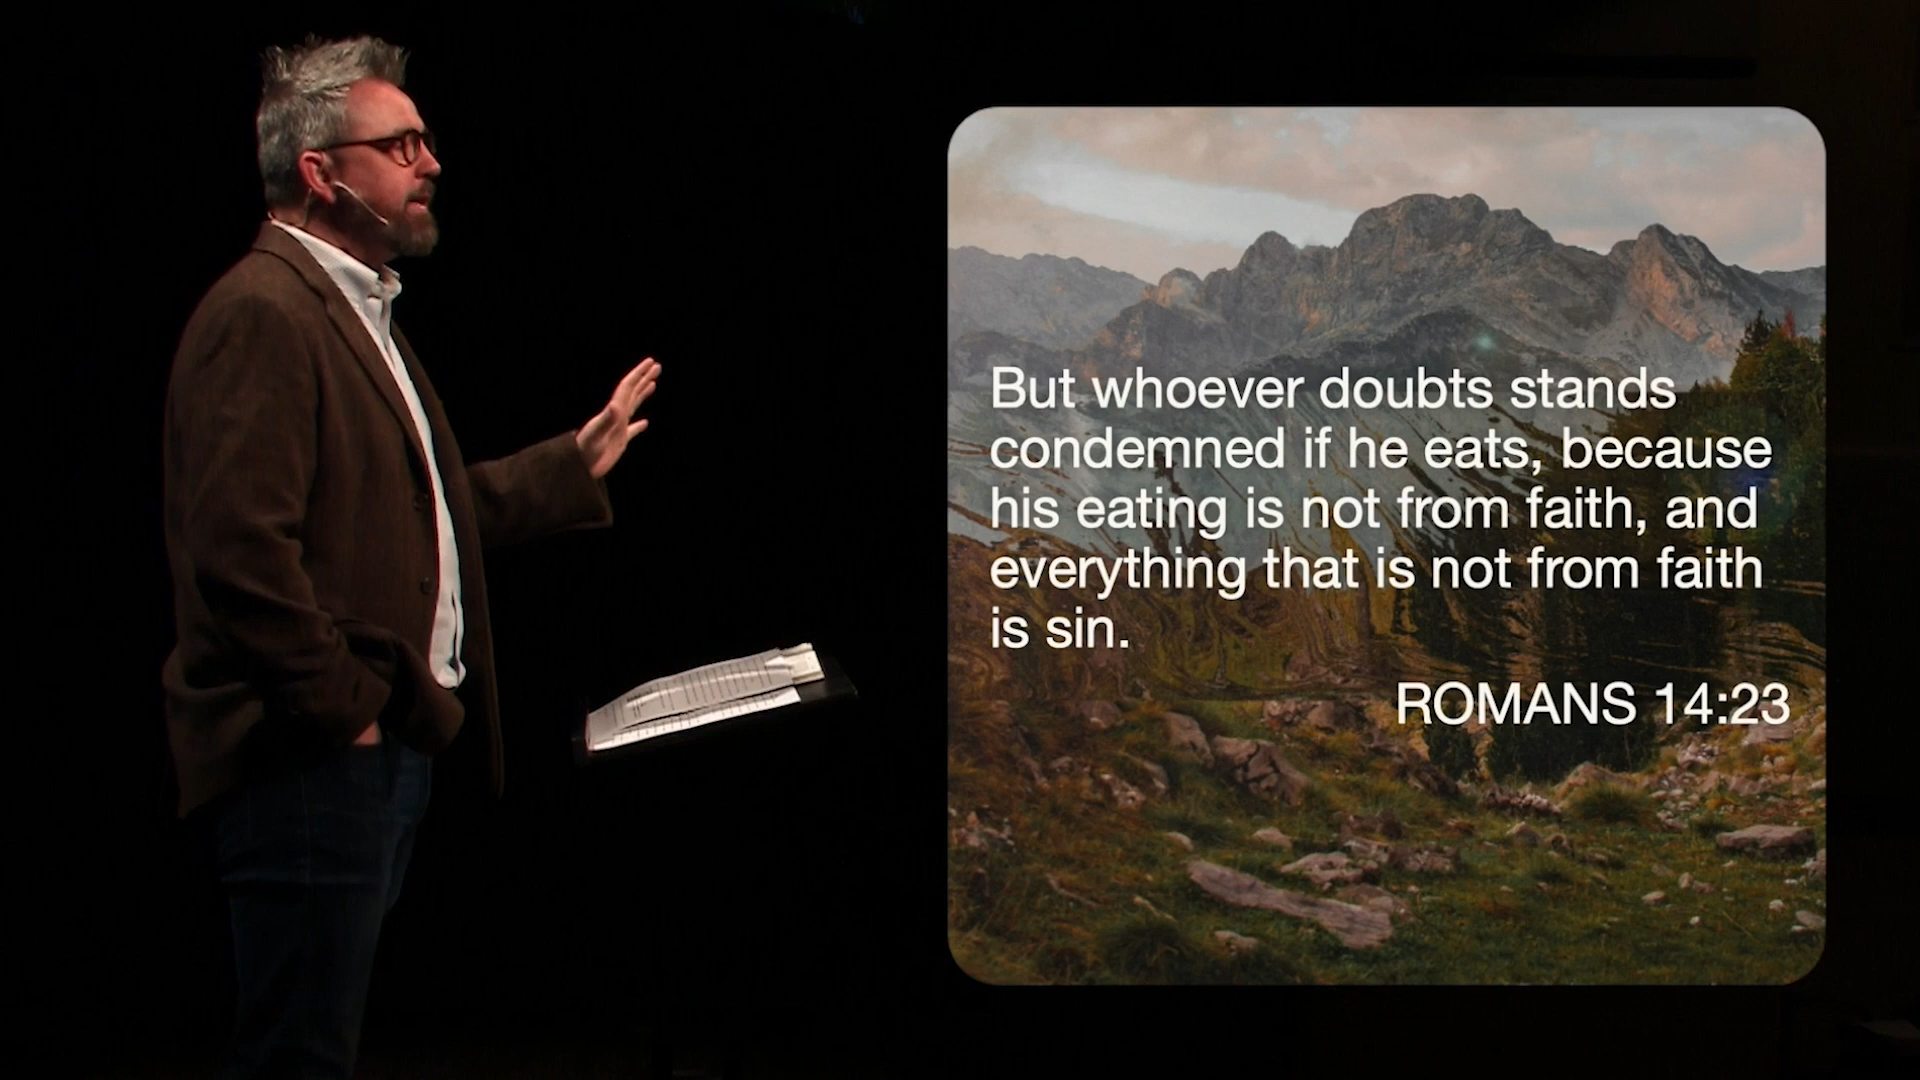 But whoever doubts stands
condemned if he eats, because
his eating is not from faith, and
everything that is not from faith
is sin.
ROMANS 14:23